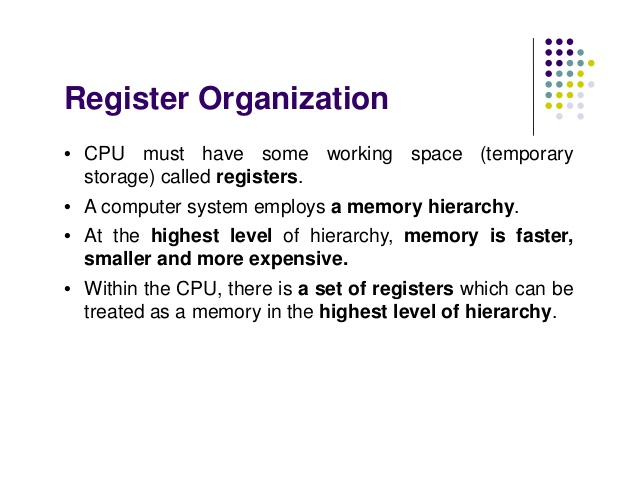 Register Organization
• CPU must have some working space (temporary
storage) called registers.
• A computer system employs a memory hierarchy.
• At the highest level of hierarchy, memory is faster,
smaller and more expensive.
• Within the CPU, there is a set of registers which can be
treated as a memory in the highest level of hierarchy.